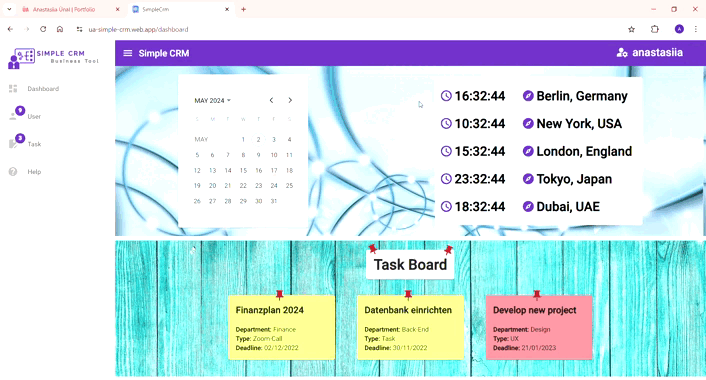 Anastasiia Ünal | Portfolio
SimpleCrm
ua-simple-crm.web.app/dashboard
A
SIMPLE CRM
Business Tool
Simple CRM
anastasiia
Dashboard
9
User
3
Task
Help
MAY 2024
S M T W T F S
MAY 1 2 3 4
5 6 7 8 9 10 11
12 13 14 15 16 17 18
19 20 21 22 23 24 25
26 27 28 29 30 31
16:32:44 Berlin, Germany
10:32:44 New York, USA
15:32:44 London, England
23:32:44 Tokyo, Japan
18:32:44 Dubai, UAE
Task Board
Finanzplan 2024
Department: Finance
Type: Zoom-Call
Deadline: 02/12/2022
Datenbank einrichten
Department: Back End
Type: Task
Deadline: 30/11/2022
Develop new project
Department: Design
Type: UX
Deadline: 21/01/2023